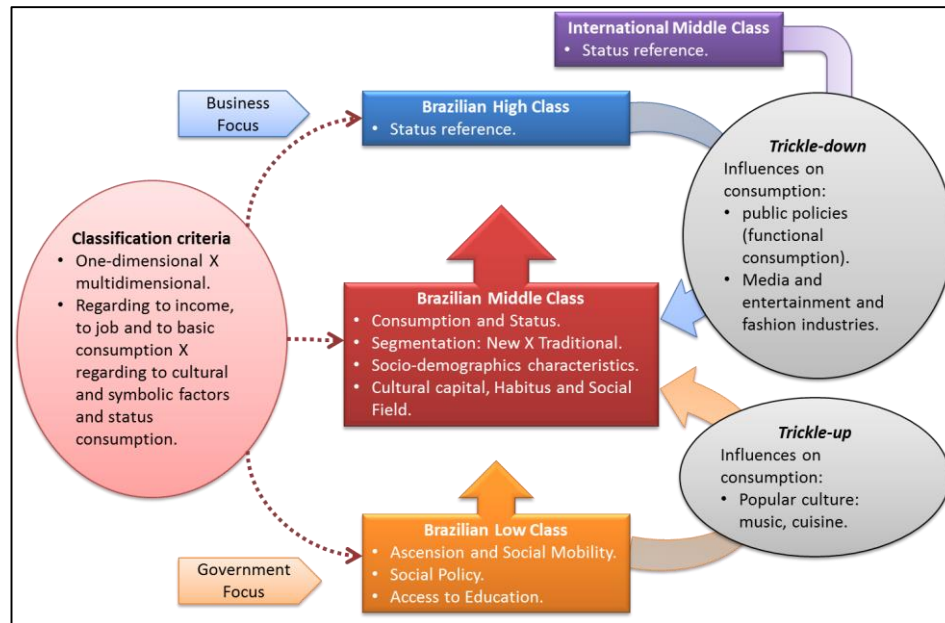 International Middle Class
• Status reference.
Business
Focus
Brazilian High Class
• Status reference.
Trickle-down
Influences on
consumption:
• public policies
(functional
consumption).
• Media and
entertainment and
fashion industries.
Classification criteria
• One-dimensional X
multidimensional.
• Regarding to income,
to job and to basic
consumption X
regarding to cultural
and symbolic factors
and status
consumption.
Brazilian Middle Class
• Consumption and Status.
• Segmentation: New X Traditional.
• Socio-demographics characteristics.
• Cultural capital, Habitus and Social
Field.
Trickle-up
Influences on
consumption:
• Popular culture:
music, cuisine.
Government
Focus
Brazilian Low Class
• Ascension and Social Mobility.
• Social Policy.
• Access to Education.